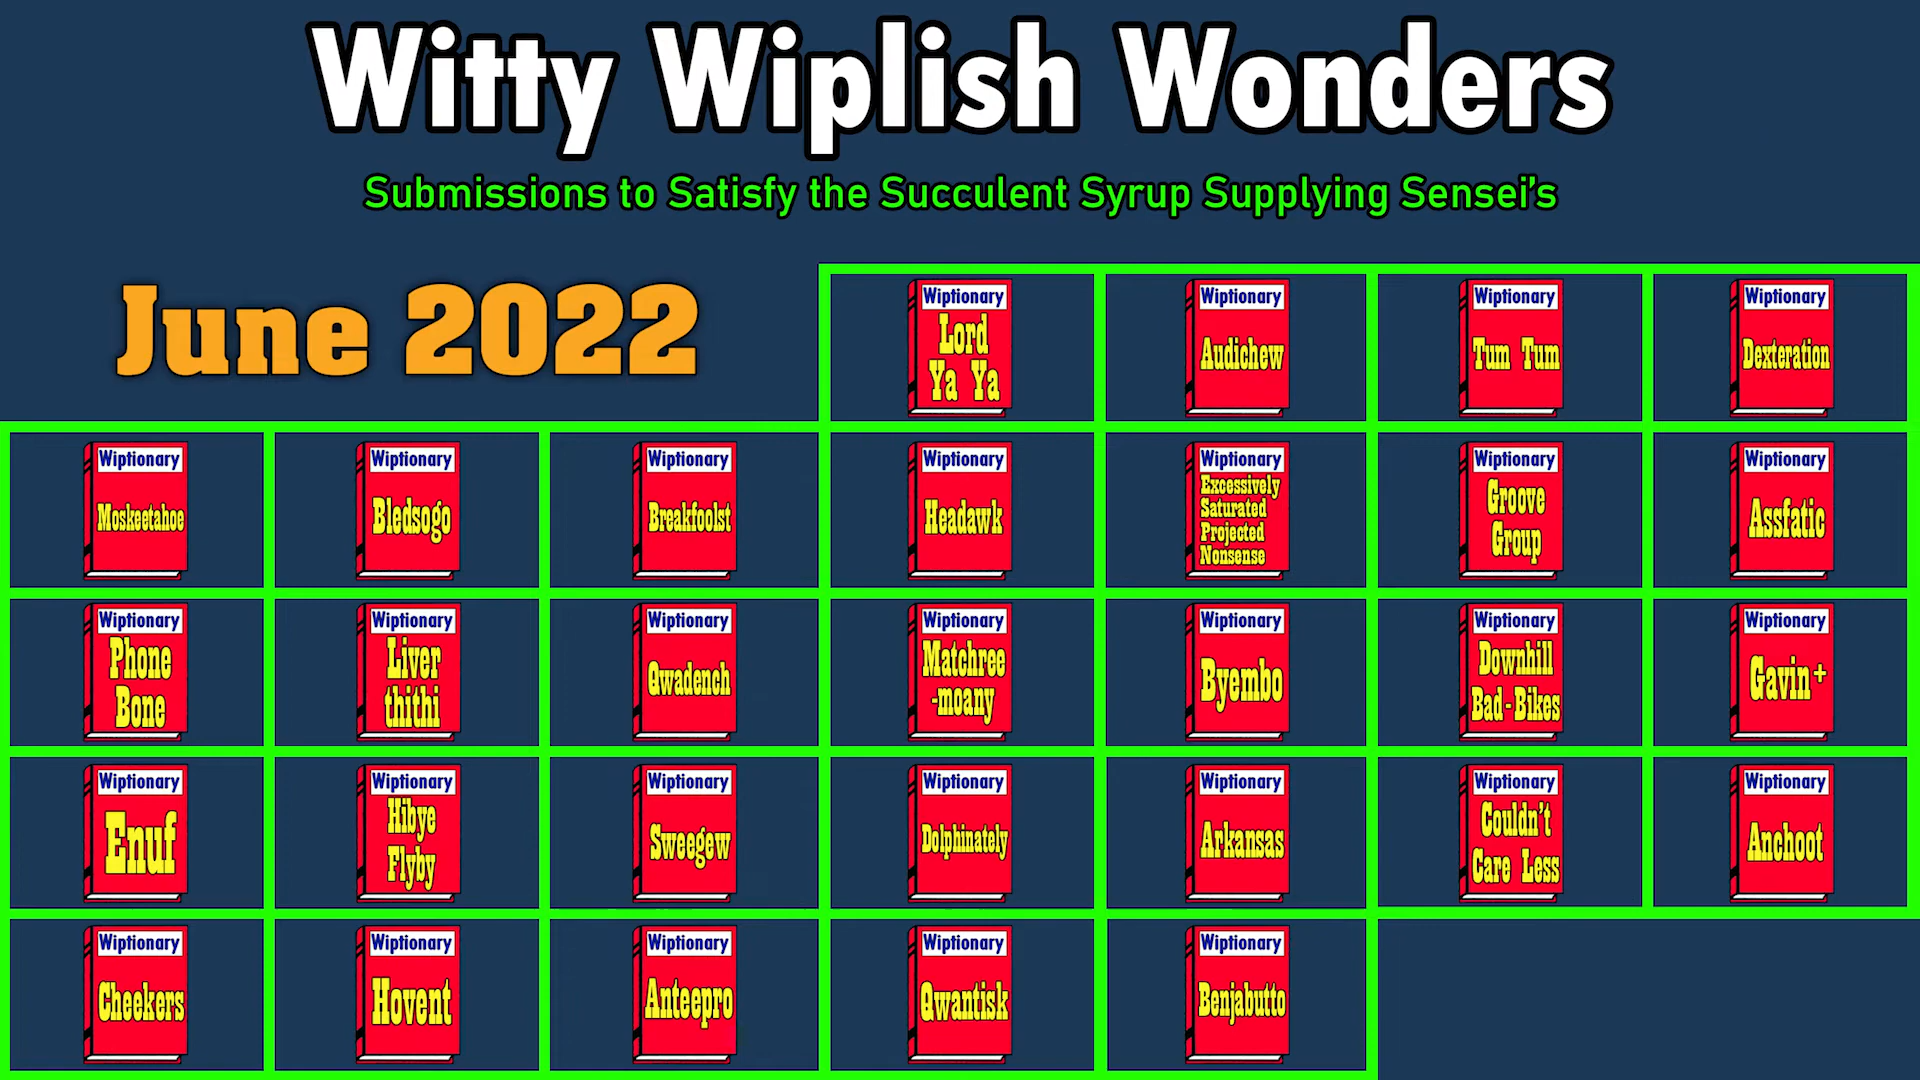 Witty Wiplish Wonders
Submissions to Satisfy the Succulent Syrup Supplying Sensei's
June 2022
Wiptionary
Lord
Ya Ya
Wiptionary
Audichew
Wiptionary
Tum Tum
Wiptionary
Dexteration
Wiptionary
Moskeetahoe
Wiptionary
Bledsogo
Wiptionary
Breakfoolst
Wiptionary
Headawk
Wiptionary
Excessively
Saturated
Projected
Nonsense
Wiptionary
Groove
Group
Wiptionary
Assfatic
Wiptionary
Phone
Bone
Wiptionary
Liver
thithi
Wiptionary
Qwadench
Wiptionary
Matchree
-moany
Wiptionary
Byembo
Wiptionary
Downhill
Bad-Bikes
Wiptionary
Gavin+
Wiptionary
Enuf
Wiptionary
Hibye
Flyby
Wiptionary
Sweegew
Wiptionary
Dolphinately
Wiptionary
Arkansas
Wiptionary
Couldn't
Care Less
Wiptionary
Anchoot
Wiptionary
Cheekers
Wiptionary
Hovent
Wiptionary
Anteepro
Wiptionary
Qwantisk
Wiptionary
Benjabutto